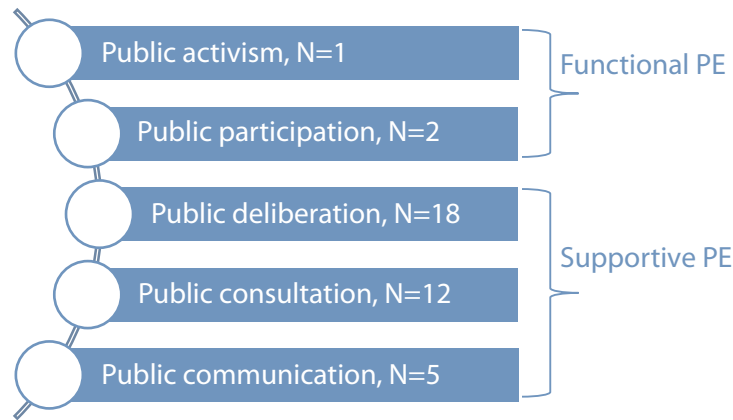 Public activism, N=1
Functional PE
Public participation, N=2
Public deliberation, N=18
Supportive PE
Public consultation, N=12
Public communication, N=5